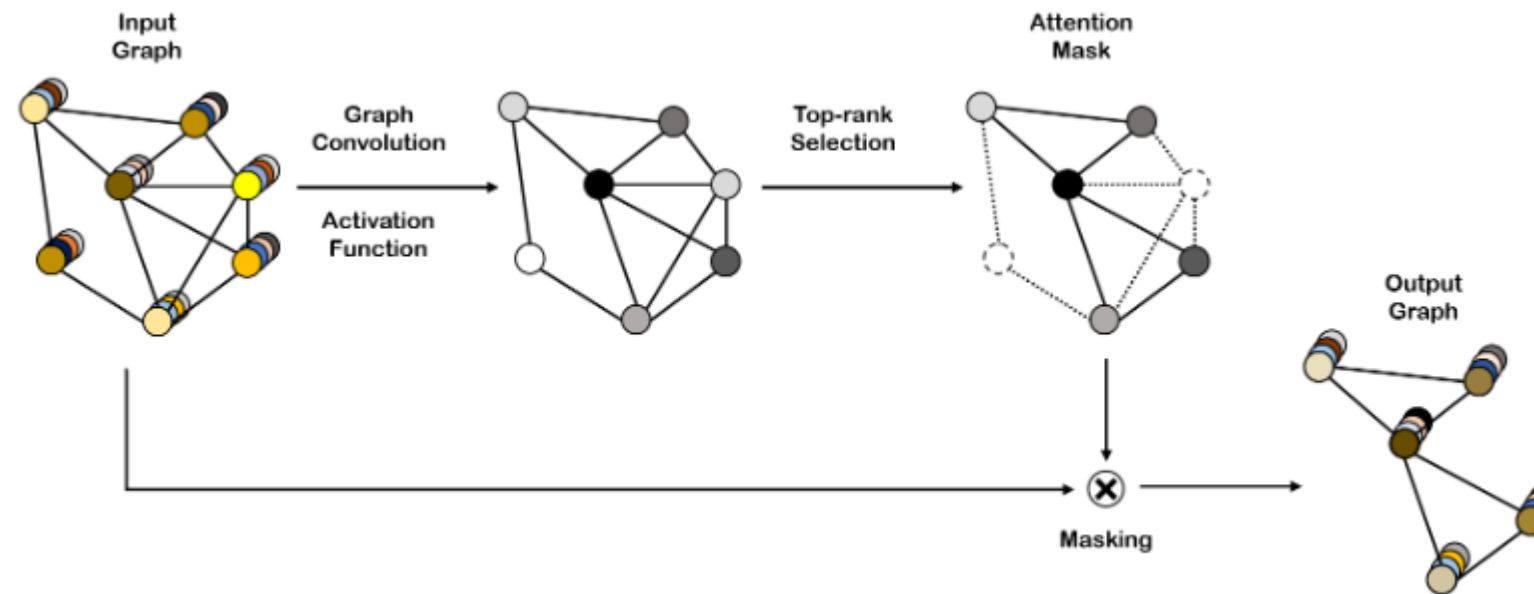 Input
Graph
Graph
Convolution
Activation
Function
Top-rank
Selection
Attention
Mask
Masking
Output
Graph